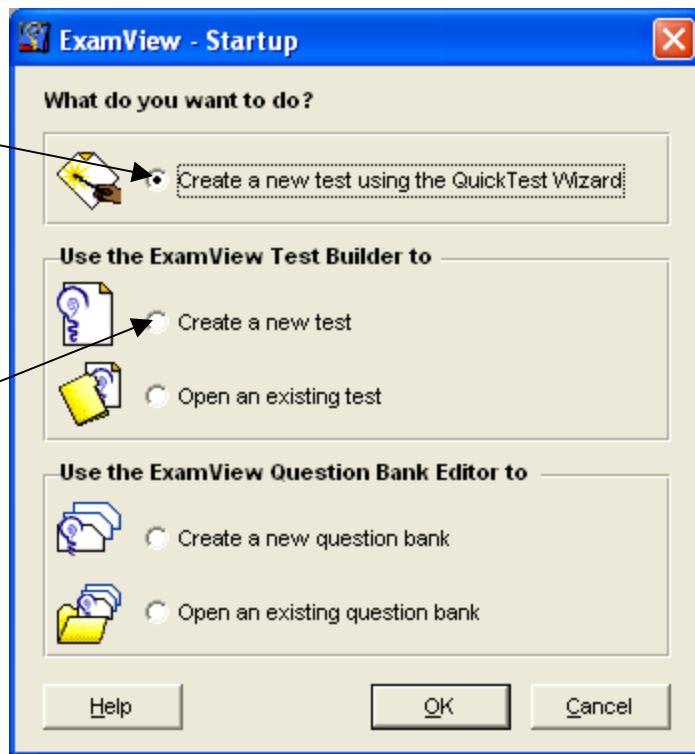 ExamView - Startup
What do you want to do?
Create a new test using the QuickTest Wizard
Use the ExamView Test Builder to
Create a new test
Open an existing test
Use the ExamView Question Bank Editor to
Create a new question bank
Open an existing question bank
Help OK Cancel